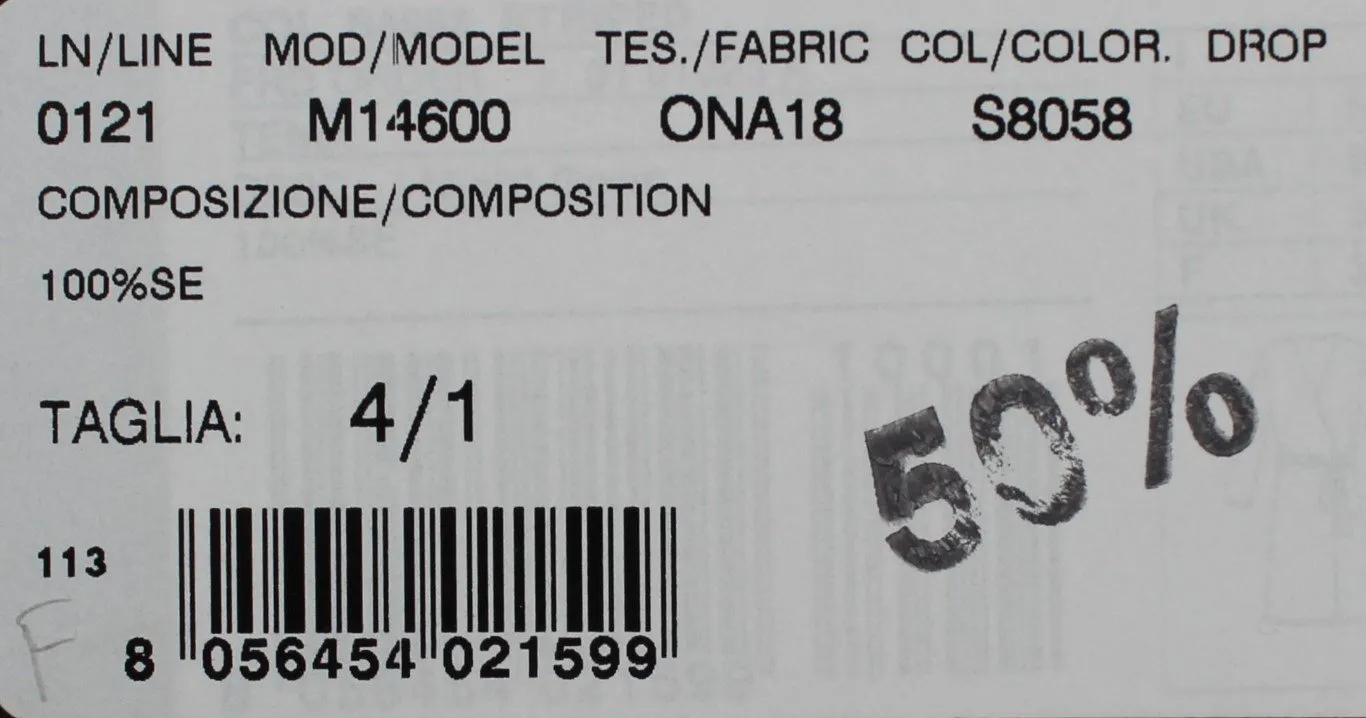 LN/LINE MOD/MODEL TES./FABRIC COL/COLOR. DROP
0121 M14600 ONA18 S8058
COMPOSIZIONE/COMPOSITION
100%SE
TAGLIA: 4/1
50%
113
F
8 056454 021599